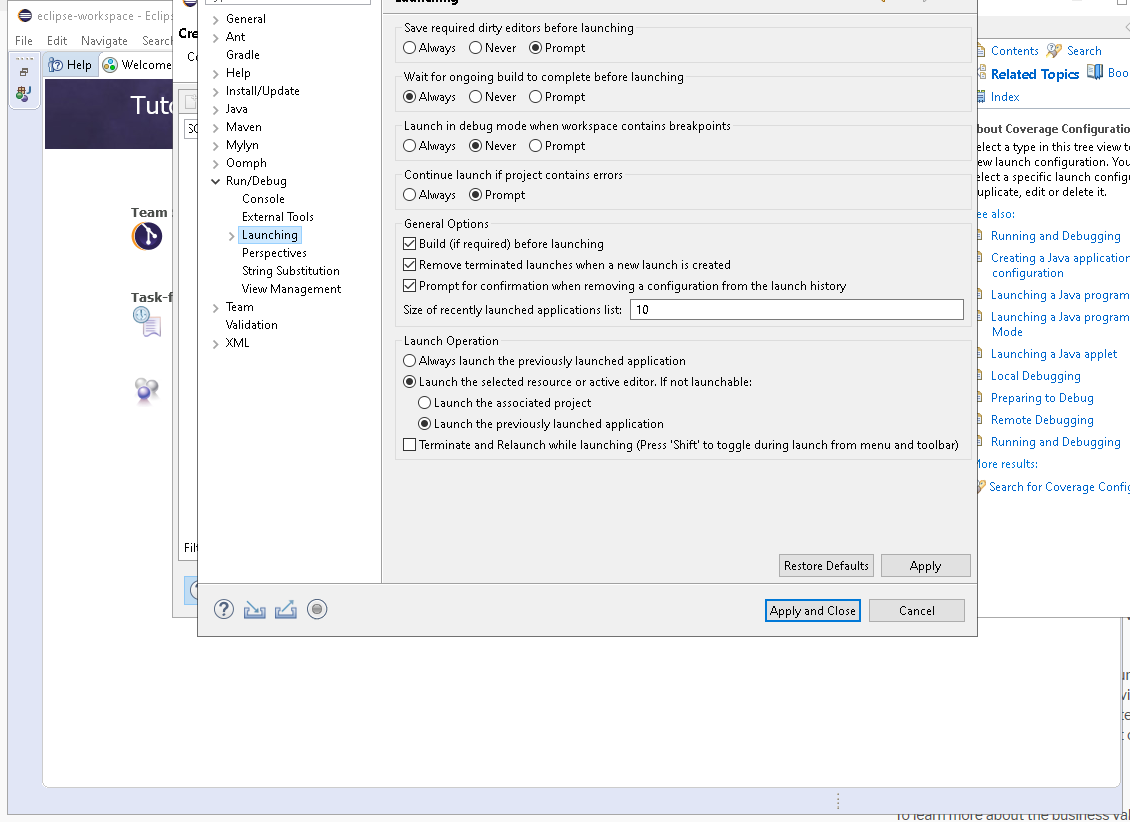 eclipse-workspace - Eclips
File Edit Navigate Search
Help Welcome
Tuto
Team
Task-f
Cre
Filt
General
Ant
Gradle
Help
Install/Update
Java
Maven
Mylyn
Oomph
Run/Debug
Console
External Tools
Launching
Perspectives
String Substitution
View Management
Team
Validation
XML
Launching
Save required dirty editors before launching
Always Never Prompt
Wait for ongoing build to complete before launching
Always Never Prompt
Launch in debug mode when workspace contains breakpoints
Always Never Prompt
Continue launch if project contains errors
Always Prompt
General Options
Build (if required) before launching
Remove terminated launches when a new launch is created
Prompt for confirmation when removing a configuration from the launch history
Size of recently launched applications list: 10
Launch Operation
Always launch the previously launched application
Launch the selected resource or active editor. If not launchable:
Launch the associated project
Launch the previously launched application
Terminate and Relaunch while launching (Press 'Shift' to toggle during launch from menu and toolbar)
Restore Defaults Apply
Apply and Close Cancel
Contents Search
Related Topics Boo
Index
bout Coverage Configuratio
elect a type in this tree view to
ew launch configuration. You
elect a specific launch config
uplicate, edit or delete it.
ee also:
Running and Debugging
Creating a Java application
configuration
Launching a Java program
Launching a Java program
Mode
Launching a Java applet
Local Debugging
Preparing to Debug
Remote Debugging
Running and Debugging
More results:
Search for Coverage Config
To learn more about the business val